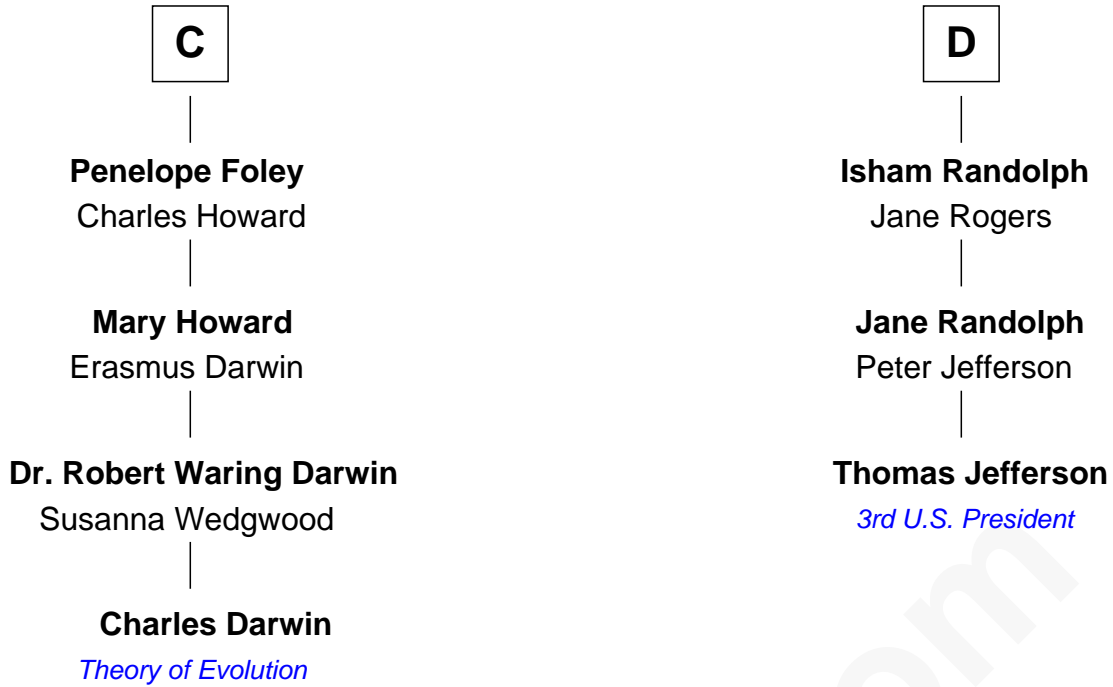 C
Penelope Foley
Charles Howard
Mary Howard
Erasmus Darwin
Dr. Robert Waring Darwin
Susanna Wedgwood
Charles Darwin
Theory of Evolution
D
Isham Randolph
Jane Rogers
Jane Randolph
Peter Jefferson
Thomas Jefferson
3rd U.S. President
om